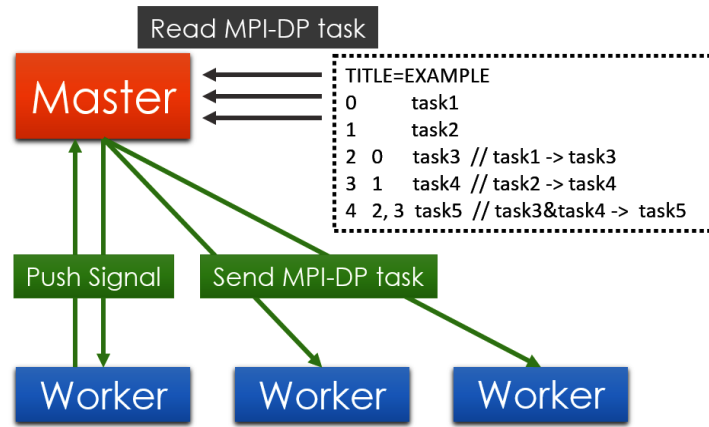 Read MPI-DP task
Master
TITLE=EXAMPLE
0 task1
1 task2
2 0 task3 // task1 -> task3
3 1 task4 // task2 -> task4
4 2, 3 task5 // task3&task4 -> task5
Push Signal
Send MPI-DP task
Worker
Worker
Worker